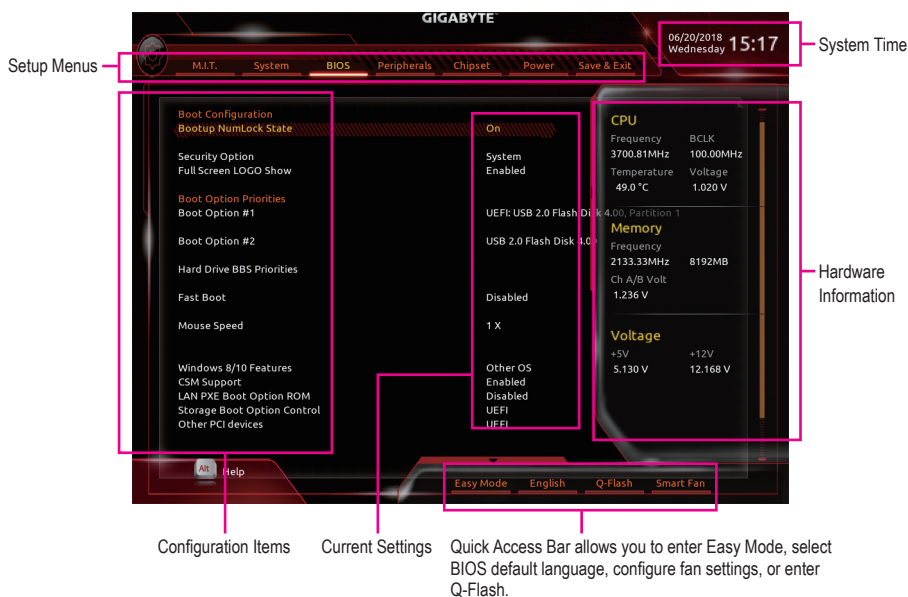 GIGABYTE™
06/20/2018
Wednesday
15:17
System Time
Setup Menus
M.I.T. System BIOS Peripherals Chipset Power Save & Exit
Boot Configuration
Bootup NumLock State On
Security Option System
Full Screen LOGO Show Enabled
Boot Option Priorities
Boot Option #1 UEFI: USB 2.0 Flash Disk 4.00, Partition 1
Boot Option #2 USB 2.0 Flash Disk 4.00
Hard Drive BBS Priorities
Fast Boot Disabled
Mouse Speed 1 X
Windows 8/10 Features Other OS
CSM Support Enabled
LAN PXE Boot Option ROM Disabled
Storage Boot Option Control UEFI
Other PCI devices UEFI
CPU
Frequency BCLK
3700.81MHz 100.00MHz
Temperature Voltage
49.0 °C 1.020 V
Memory
Frequency
2133.33MHz 8192MB
Ch A/B Volt
1.236 V
Voltage
+5V +12V
5.130 V 12.168 V
Hardware
Information
Alt Help
Easy Mode English Q-Flash Smart Fan
Configuration Items
Current Settings
Quick Access Bar allows you to enter Easy Mode, select
BIOS default language, configure fan settings, or enter
Q-Flash.